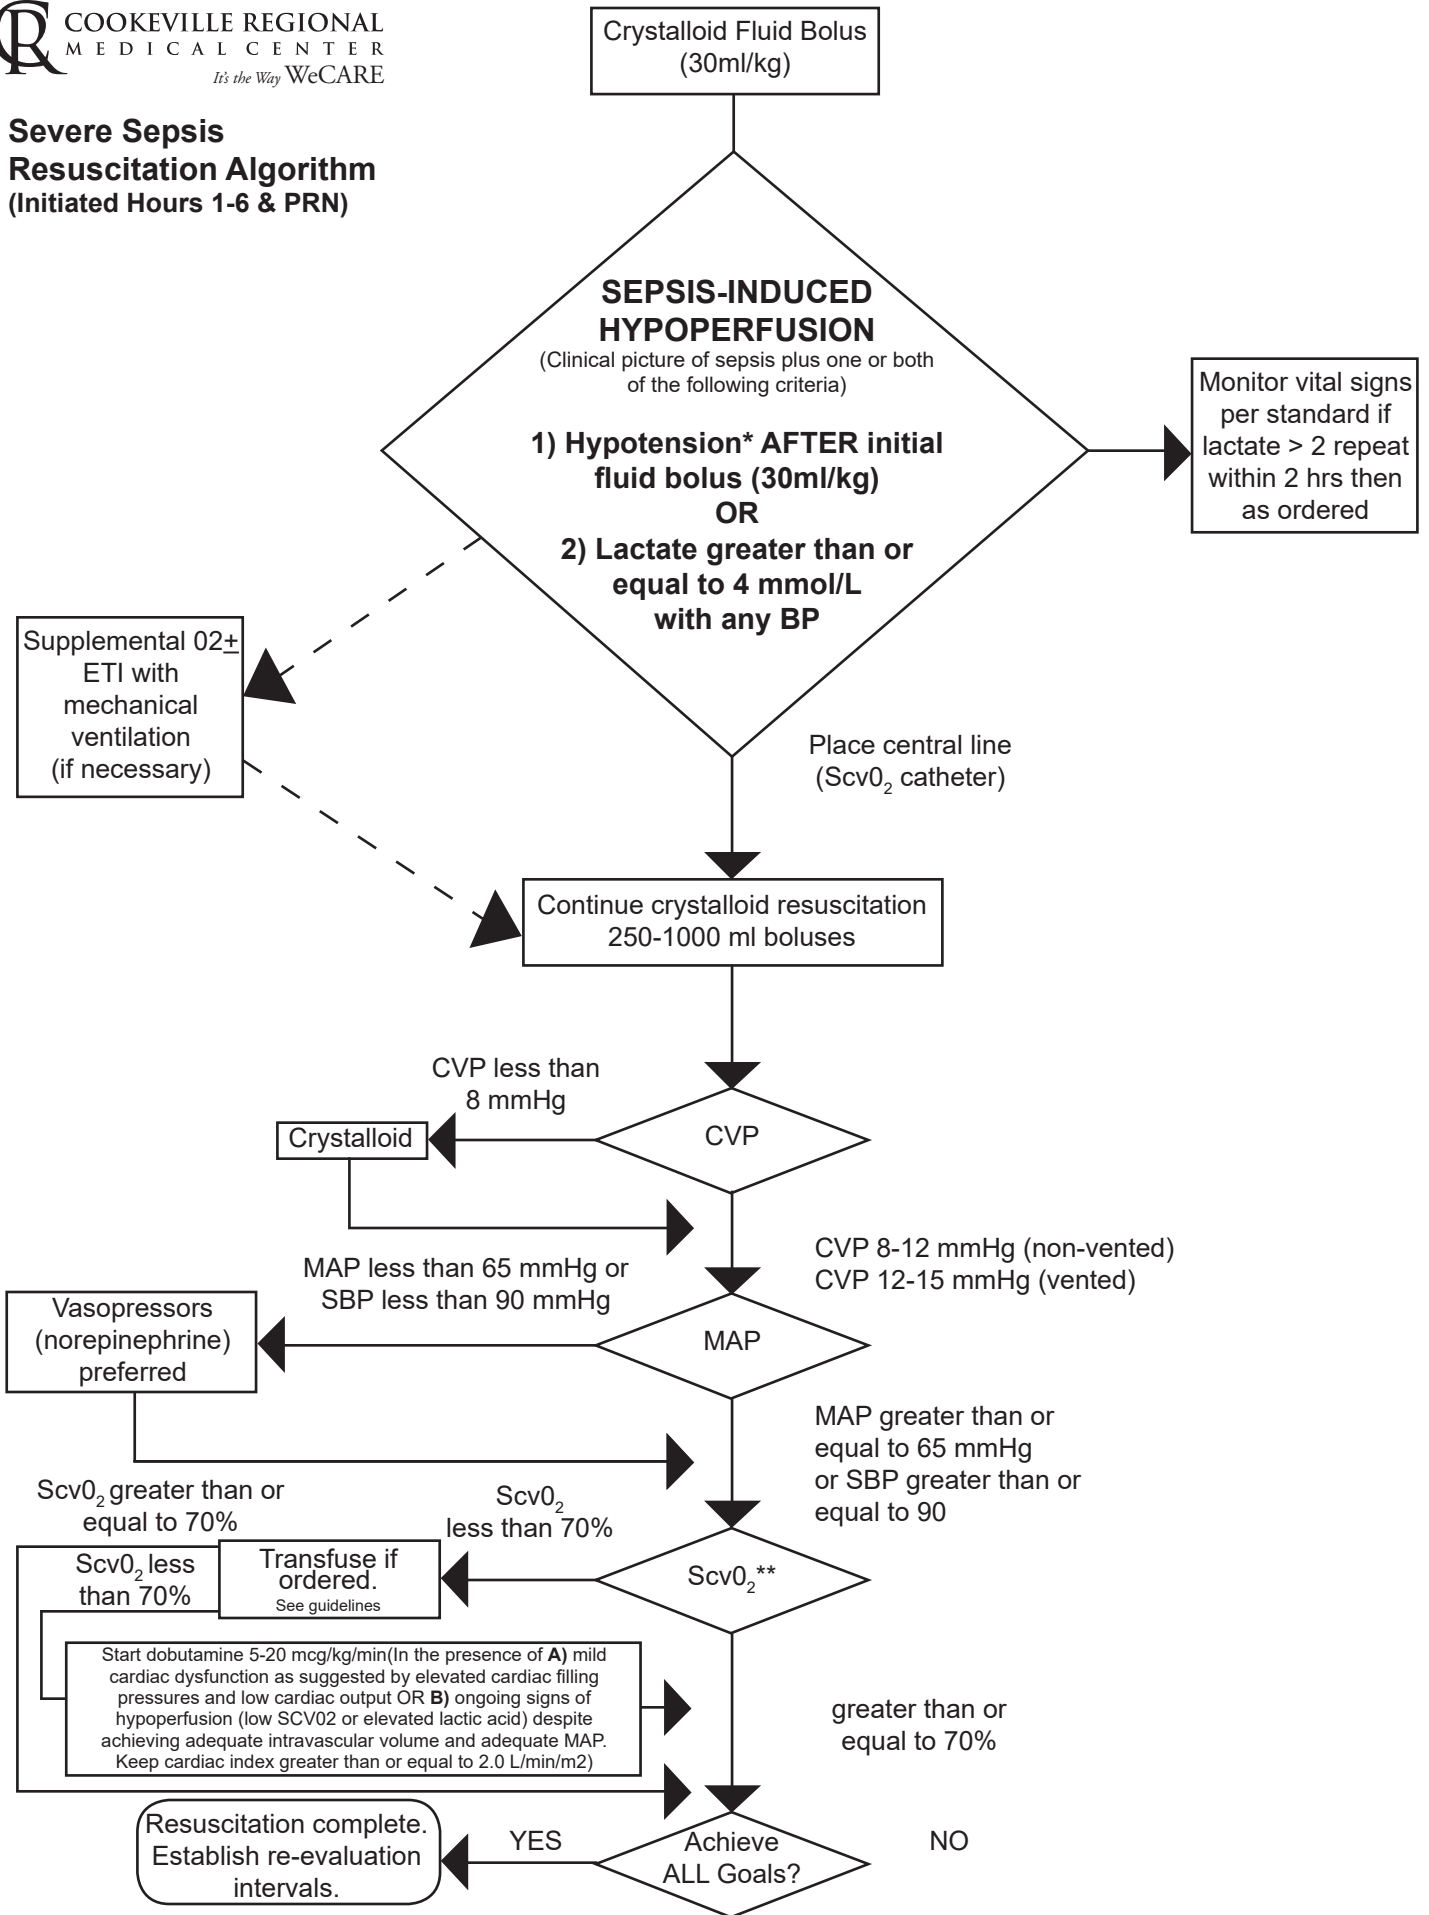 CR
COOKEVILLE REGIONAL
MEDICAL CENTER
It's the Way WeCARE
Severe Sepsis
Resuscitation Algorithm
(Initiated Hours 1-6 & PRN)
Crystalloid Fluid Bolus
(30ml/kg)
SEPSIS-INDUCED
HYPOPERFUSION
(Clinical picture of sepsis plus one or both
of the following criteria)
1) Hypotension* AFTER initial
fluid bolus (30ml/kg)
OR
2) Lactate greater than or
equal to 4 mmol/L
with any BP
Monitor vital signs
per standard if
lactate > 2 repeat
within 2 hrs then
as ordered
Supplemental 02±
ETI with
mechanical
ventilation
(if necessary)
Place central line
(Scv0₂ catheter)
Continue crystalloid resuscitation
250-1000 ml boluses
CVP less than
8 mmHg
Crystalloid
CVP
CVP 8-12 mmHg (non-vented)
CVP 12-15 mmHg (vented)
MAP less than 65 mmHg or
SBP less than 90 mmHg
Vasopressors
(norepinephrine)
preferred
MAP
MAP greater than or
equal to 65 mmHg
or SBP greater than or
equal to 90
Scv0₂ greater than or
equal to 70%
Scv0₂
less than 70%
Scv0₂ less
than 70%
Transfuse if
ordered.
See guidelines
Scv0₂**
Start dobutamine 5-20 mcg/kg/min(In the presence of A) mild
cardiac dysfunction as suggested by elevated cardiac filling
pressures and low cardiac output OR B) ongoing signs of
hypoperfusion (low SCV02 or elevated lactic acid) despite
achieving adequate intravascular volume and adequate MAP.
Keep cardiac index greater than or equal to 2.0 L/min/m2)
greater than or
equal to 70%
Resuscitation complete.
Establish re-evaluation
intervals.
YES
Achieve
ALL Goals?
NO